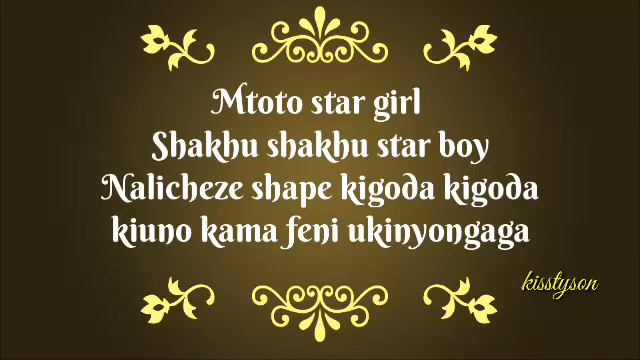 Mtoto star girl
Shakhu shakhu star boy
Nalicheze shape kigoda kigoda
kiuno kama feni ukinyongaga
kisstyson